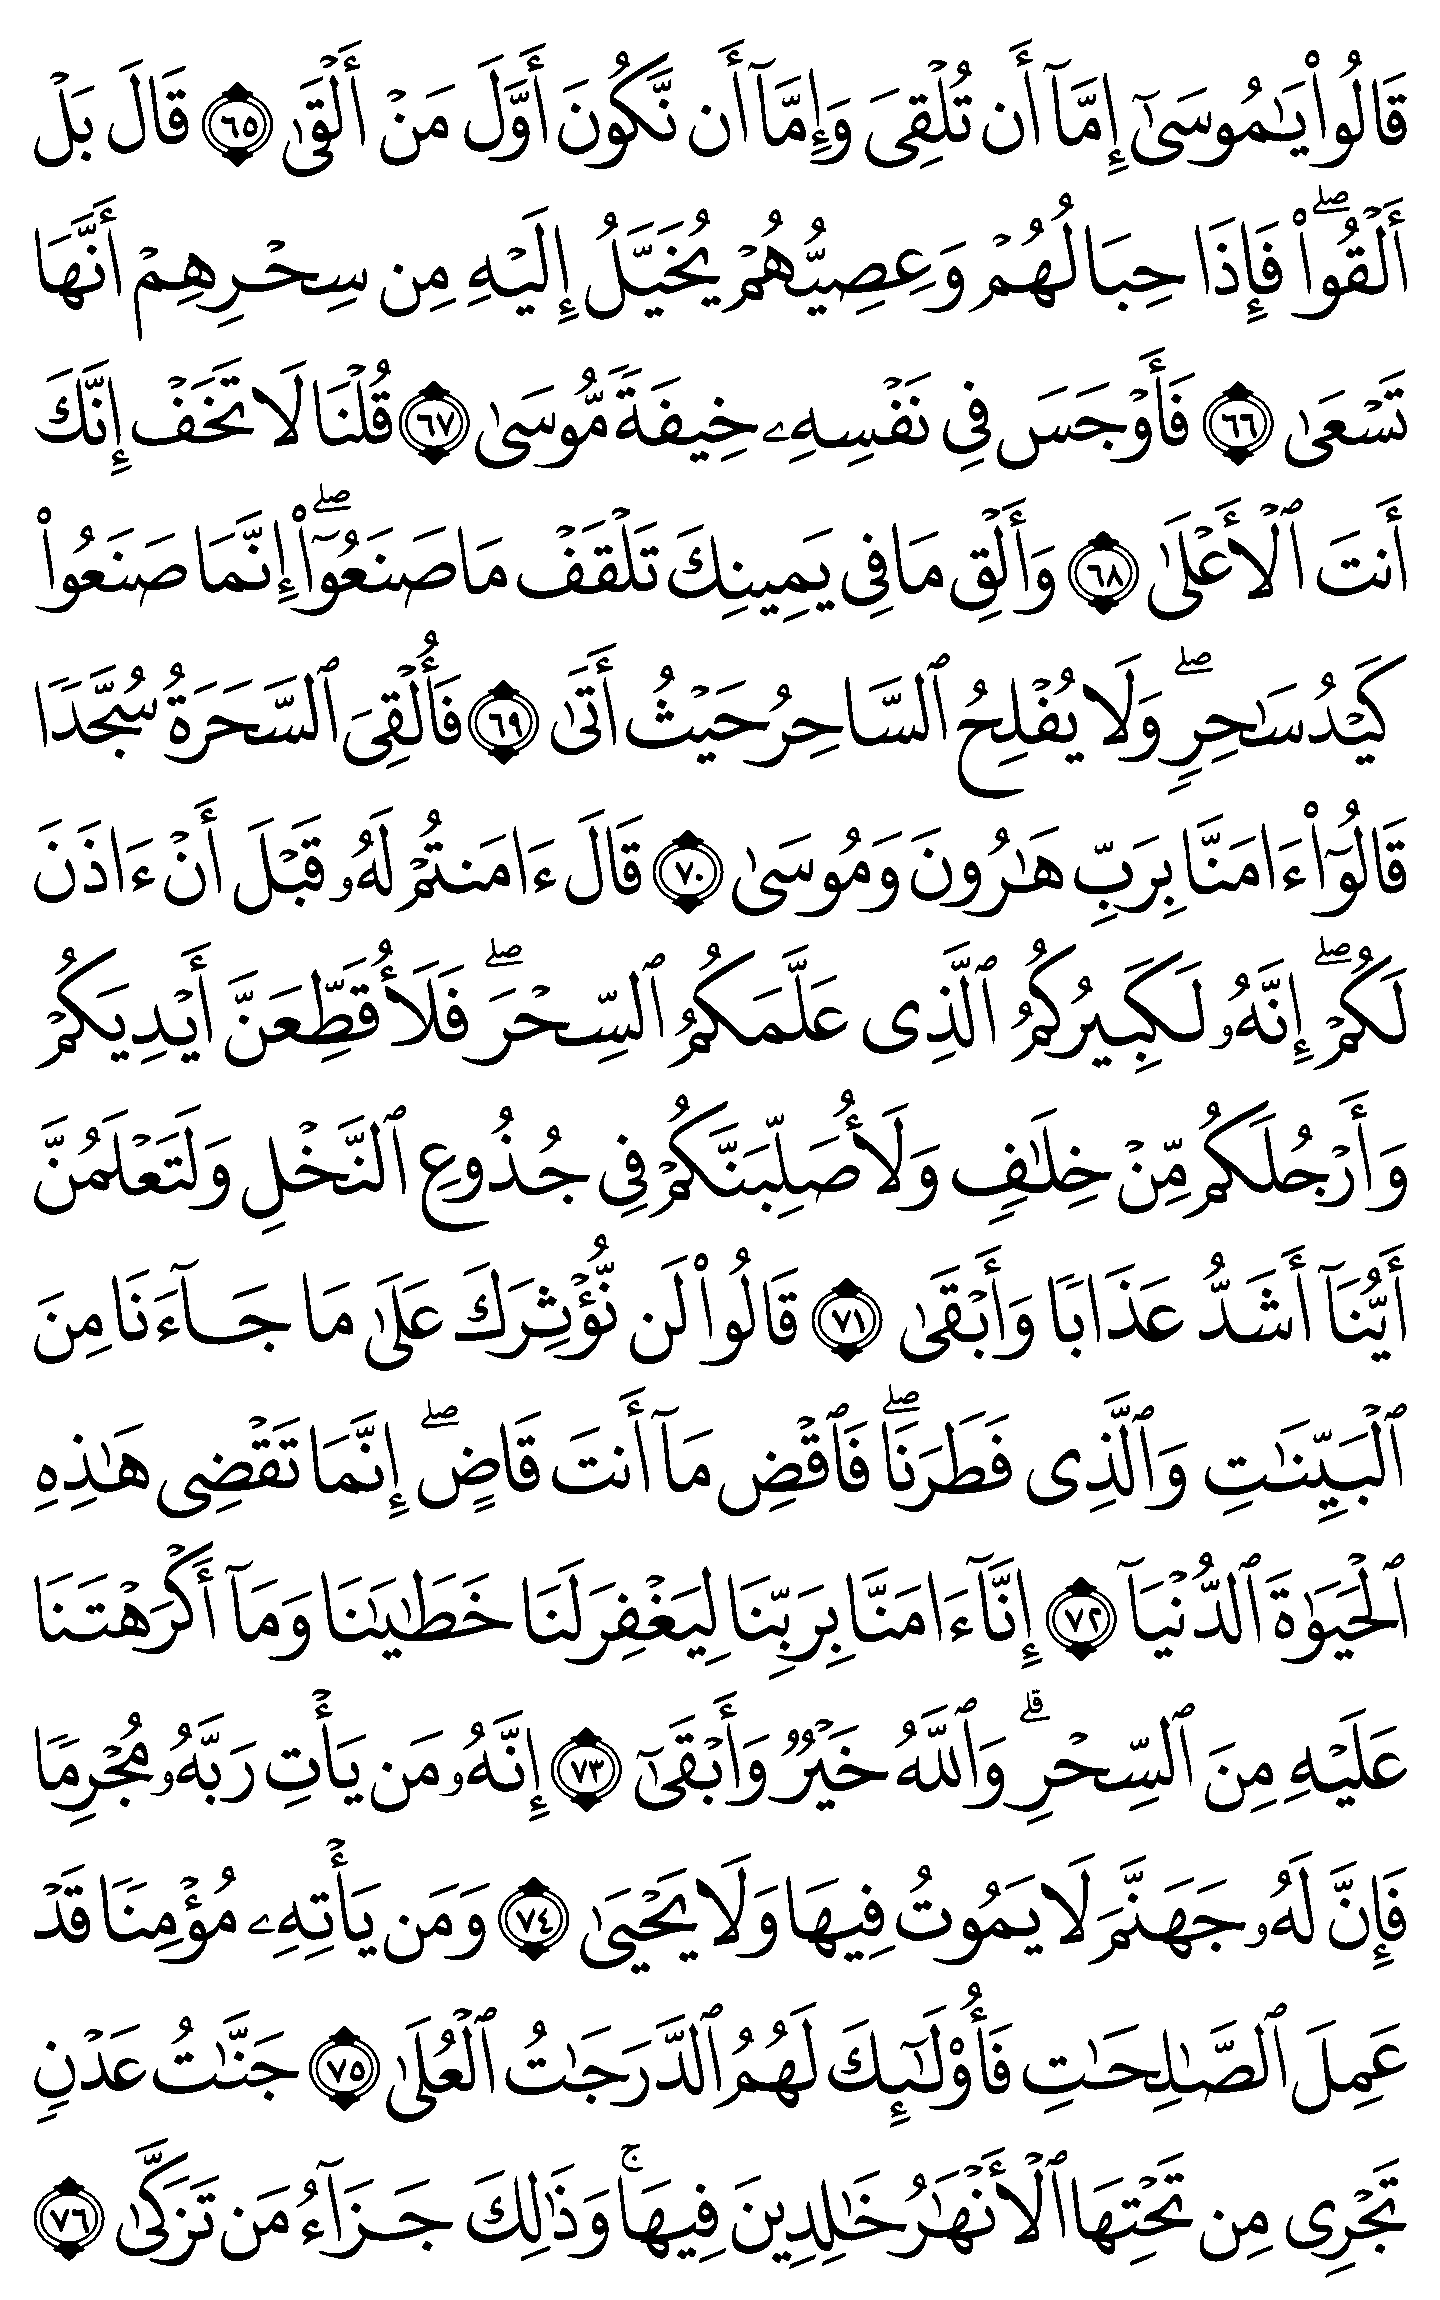 قَالُوا۟ يَٰمُوسَىٰٓ إِمَّآ أَن تُلْقِىَ وَإِمَّآ أَن نَّكُونَ أَوَّلَ مَنْ أَلْقَىٰ ٦٥ قَالَ بَلْ
أَلْقُوا۟ۖ فَإِذَا حِبَالُهُمْ وَعِصِيُّهُمْ يُخَيَّلُ إِلَيْهِ مِن سِحْرِهِمْ أَنَّهَا
تَسْعَىٰ ٦٦ فَأَوْجَسَ فِى نَفْسِهِۦ خِيفَةً مُّوسَىٰ ٦٧ قُلْنَا لَا تَخَفْ إِنَّكَ
أَنتَ ٱلْأَعْلَىٰ ٦٨ وَأَلْقِ مَا فِى يَمِينِكَ تَلْقَفْ مَا صَنَعُوٓا۟ۖ إِنَّمَا صَنَعُوا۟
كَيْدُ سَٰحِرٍۖ وَلَا يُفْلِحُ ٱلسَّاحِرُ حَيْثُ أَتَىٰ ٦٩ فَأُلْقِىَ ٱلسَّحَرَةُ سُجَّدًا
قَالُوٓا۟ ءَامَنَّا بِرَبِّ هَٰرُونَ وَمُوسَىٰ ٧٠ قَالَ ءَامَنتُمْ لَهُۥ قَبْلَ أَنْ ءَاذَنَ
لَكُمْۖ إِنَّهُۥ لَكَبِيرُكُمُ ٱلَّذِى عَلَّمَكُمُ ٱلسِّحْرَۖ فَلَأُقَطِّعَنَّ أَيْدِيَكُمْ
وَأَرْجُلَكُم مِّنْ خِلَٰفٍ وَلَأُصَلِّبَنَّكُمْ فِى جُذُوعِ ٱلنَّخْلِ وَلَتَعْلَمُنَّ
أَيُّنَآ أَشَدُّ عَذَابًا وَأَبْقَىٰ ٧١ قَالُوا۟ لَن نُّؤْثِرَكَ عَلَىٰ مَا جَآءَنَا مِنَ
ٱلْبَيِّنَٰتِ وَٱلَّذِى فَطَرَنَاۖ فَٱقْضِ مَآ أَنتَ قَاضٍۖ إِنَّمَا تَقْضِى هَٰذِهِ
ٱلْحَيَوٰةَ ٱلدُّنْيَآ ٧٢ إِنَّآ ءَامَنَّا بِرَبِّنَا لِيَغْفِرَ لَنَا خَطَٰيَٰنَا وَمَآ أَكْرَهْتَنَا
عَلَيْهِ مِنَ ٱلسِّحْرِۗ وَٱللَّهُ خَيْرٌ وَأَبْقَىٰٓ ٧٣ إِنَّهُۥ مَن يَأْتِ رَبَّهُۥ مُجْرِمًا
فَإِنَّ لَهُۥ جَهَنَّمَ لَا يَمُوتُ فِيهَا وَلَا يَحْيَىٰ ٧٤ وَمَن يَأْتِهِۦ مُؤْمِنًا قَدْ
عَمِلَ ٱلصَّٰلِحَٰتِ فَأُو۟لَٰٓئِكَ لَهُمُ ٱلدَّرَجَٰتُ ٱلْعُلَىٰ ٧٥ جَنَّٰتُ عَدْنٍ
تَجْرِى مِن تَحْتِهَا ٱلْأَنْهَٰرُ خَٰلِدِينَ فِيهَاۚ وَذَٰلِكَ جَزَآءُ مَن تَزَكَّىٰ ٧٦